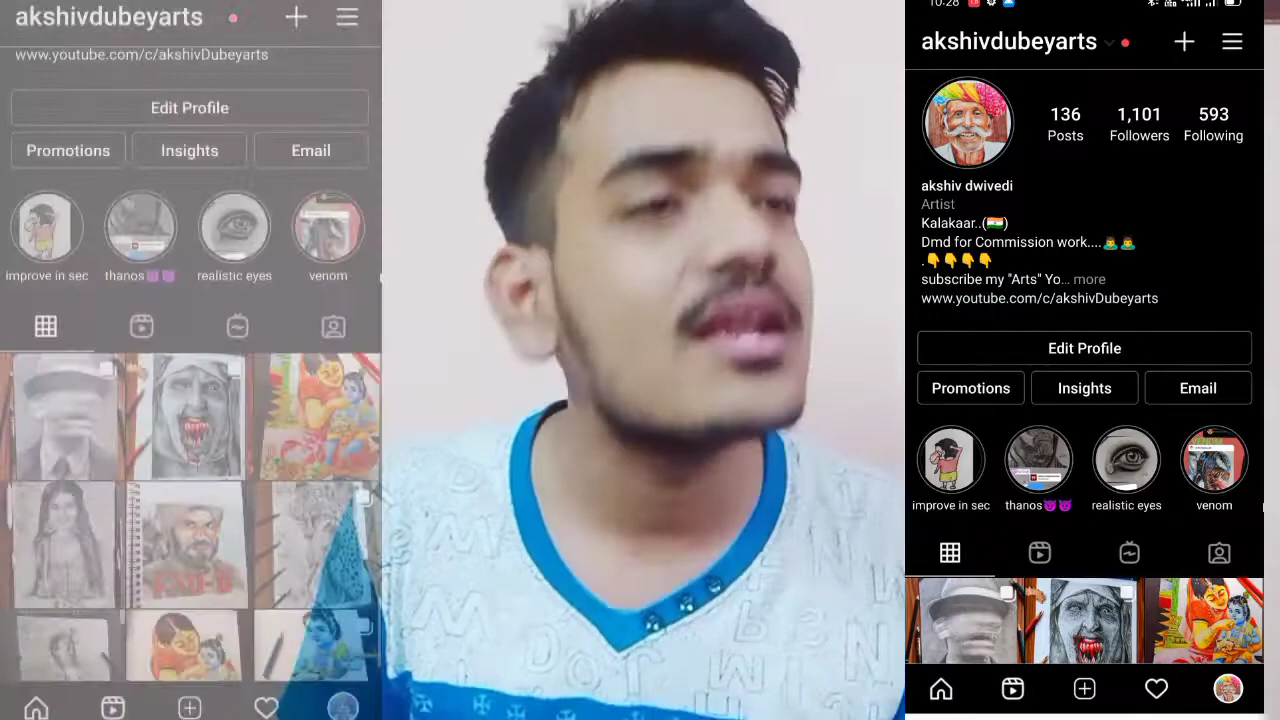 akshivdubeyarts
www.youtube.com/c/akshivDubeyarts
Edit Profile
Promotions
Insights
Email
improve in sec
thanos😈😈
realistic eyes
venom
10:28
akshivdubeyarts
136
1,101
593
Posts
Followers
Following
akshiv dwivedi
Artist
Kalakaar..(🇮🇳)
Dmd for Commission work....🙇‍♂️🙇‍♂️
.👇👇👇👇
subscribe my "Arts" Yo... more
www.youtube.com/c/akshivDubeyarts
Edit Profile
Promotions
Insights
Email
improve in sec
thanos😈😈
realistic eyes
venom